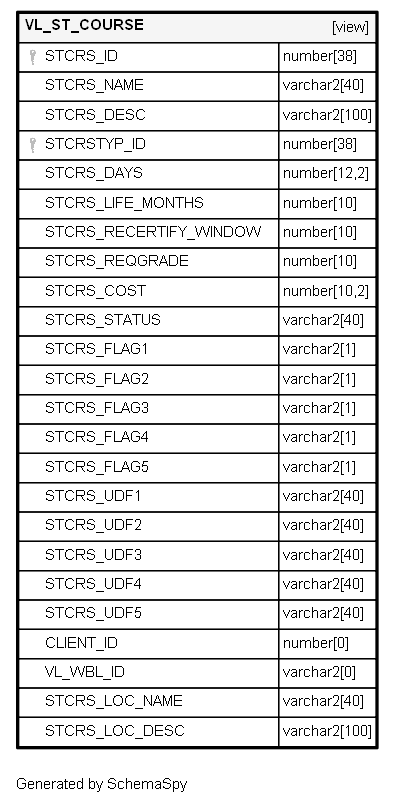 VL_ST_COURSE [view]
STCRS_ID number[38]
STCRS_NAME varchar2[40]
STCRS_DESC varchar2[100]
STCRSTYP_ID number[38]
STCRS_DAYS number[12,2]
STCRS_LIFE_MONTHS number[10]
STCRS_RECERTIFY_WINDOW number[10]
STCRS_REQGRADE number[10]
STCRS_COST number[10,2]
STCRS_STATUS varchar2[40]
STCRS_FLAG1 varchar2[1]
STCRS_FLAG2 varchar2[1]
STCRS_FLAG3 varchar2[1]
STCRS_FLAG4 varchar2[1]
STCRS_FLAG5 varchar2[1]
STCRS_UDF1 varchar2[40]
STCRS_UDF2 varchar2[40]
STCRS_UDF3 varchar2[40]
STCRS_UDF4 varchar2[40]
STCRS_UDF5 varchar2[40]
CLIENT_ID number[0]
VL_WBL_ID varchar2[0]
STCRS_LOC_NAME varchar2[40]
STCRS_LOC_DESC varchar2[100]
Generated by SchemaSpy